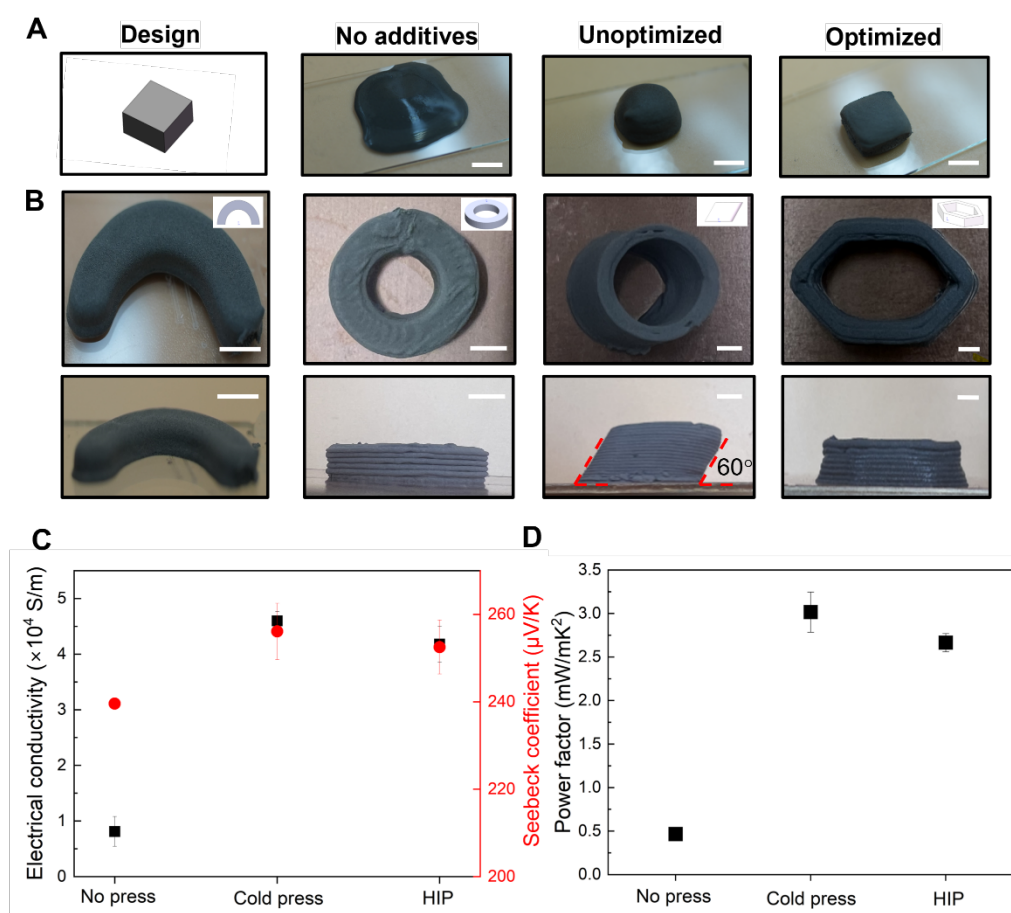 A
Design
No additives
Unoptimized
Optimized
B
60°
C
Electrical conductivity (×10⁴ S/m)
5
4
3
2
1
0
No press
Cold press
HIP
Seebeck coefficient (μV/K)
260
240
220
200
D
Power factor (mW/mK²)
3.5
3.0
2.5
2.0
1.5
1.0
0.5
0.0
No press
Cold press
HIP